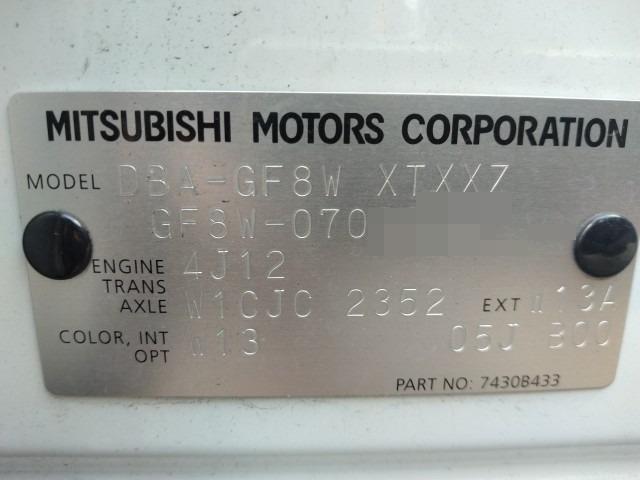 MITSUBISHI MOTORS CORPORATION
MODEL DBA-GF8W XTXX7
GF8W-070
ENGINE 4J12
TRANS
AXLE W1CJC 2352 EXT W13A
COLOR, INT W13 05J B00
OPT
PART NO: 7430B433